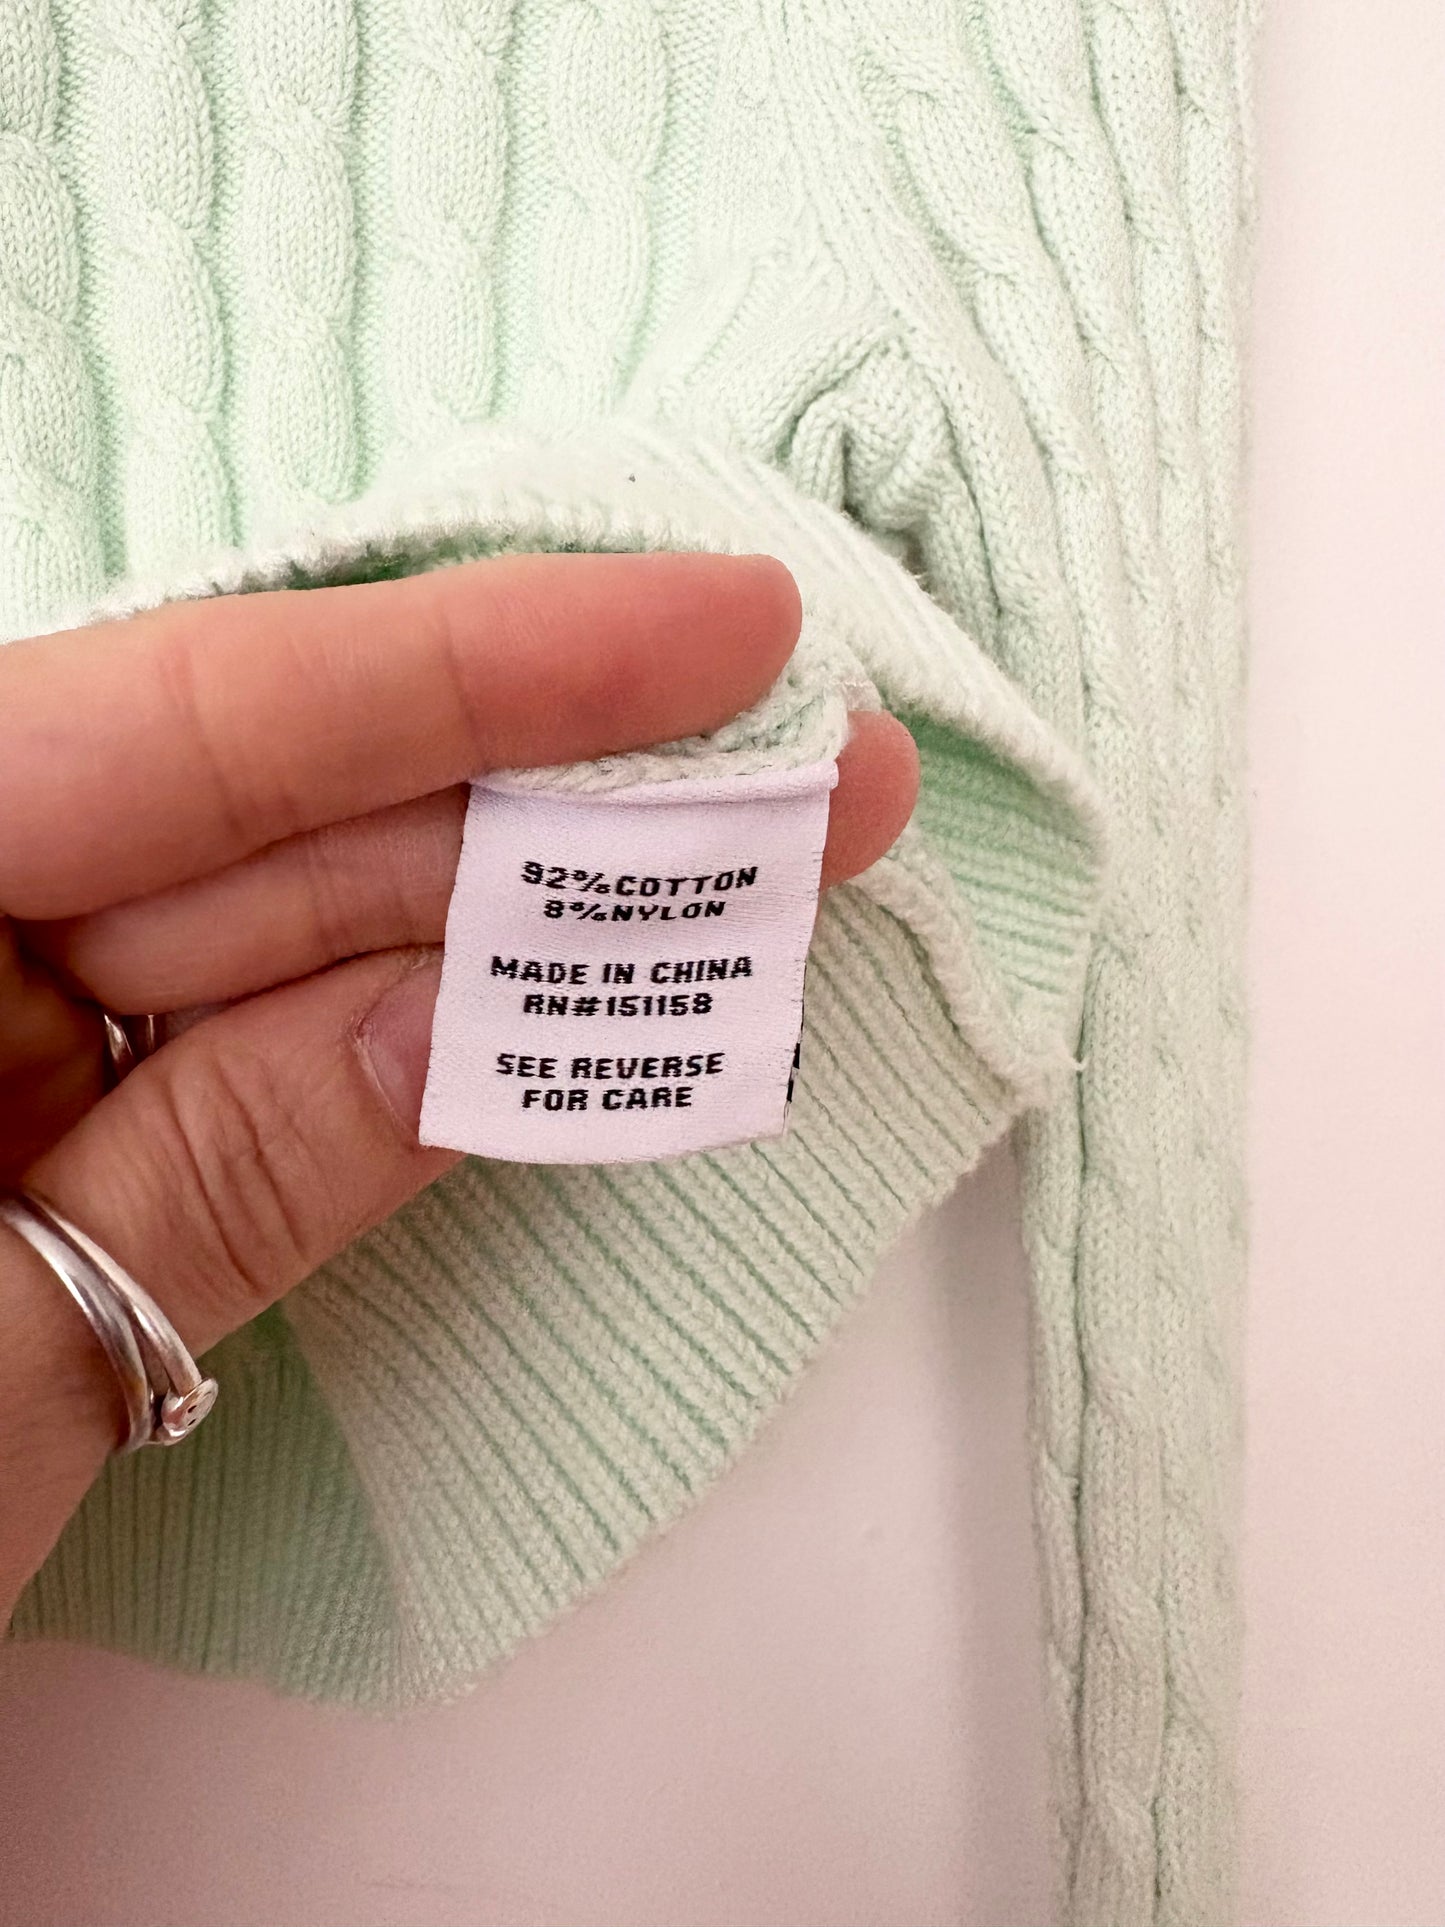 92%COTTON
8%NYLON
MADE IN CHINA
RN#151158
SEE REVERSE
FOR CARE